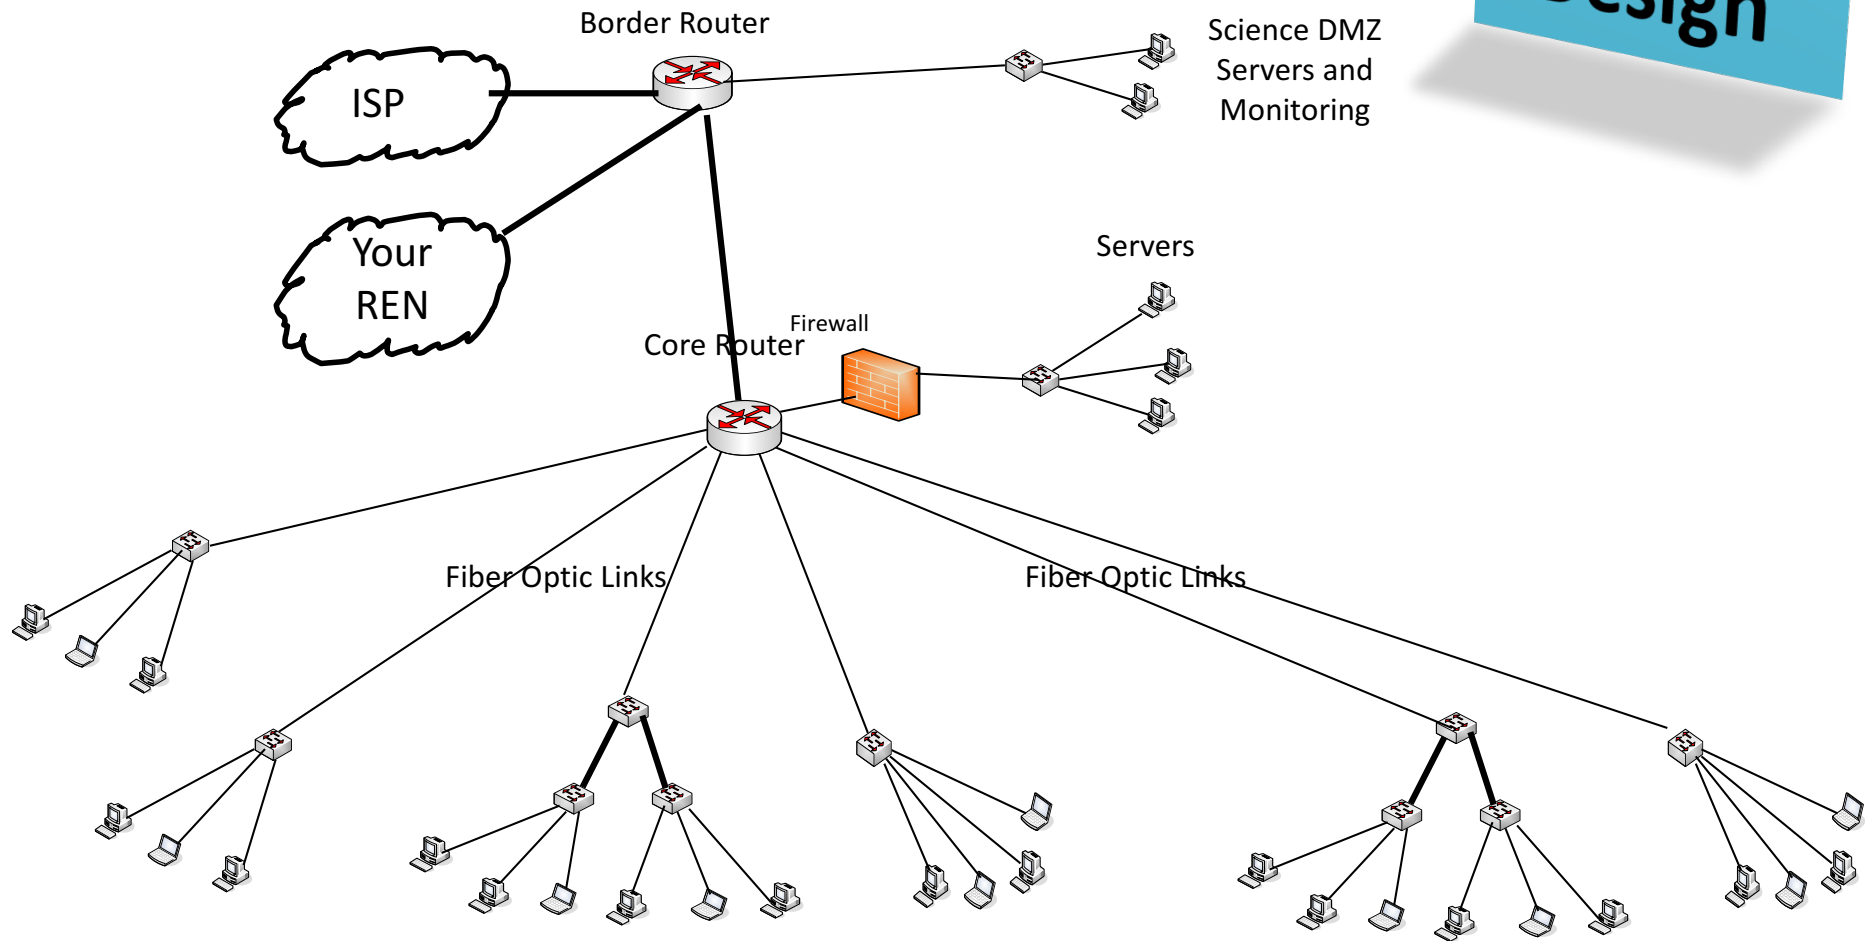 Design
Border Router
Science DMZ
Servers and
Monitoring
ISP
Your
REN
Servers
Firewall
Core Router
Fiber Optic Links
Fiber Optic Links